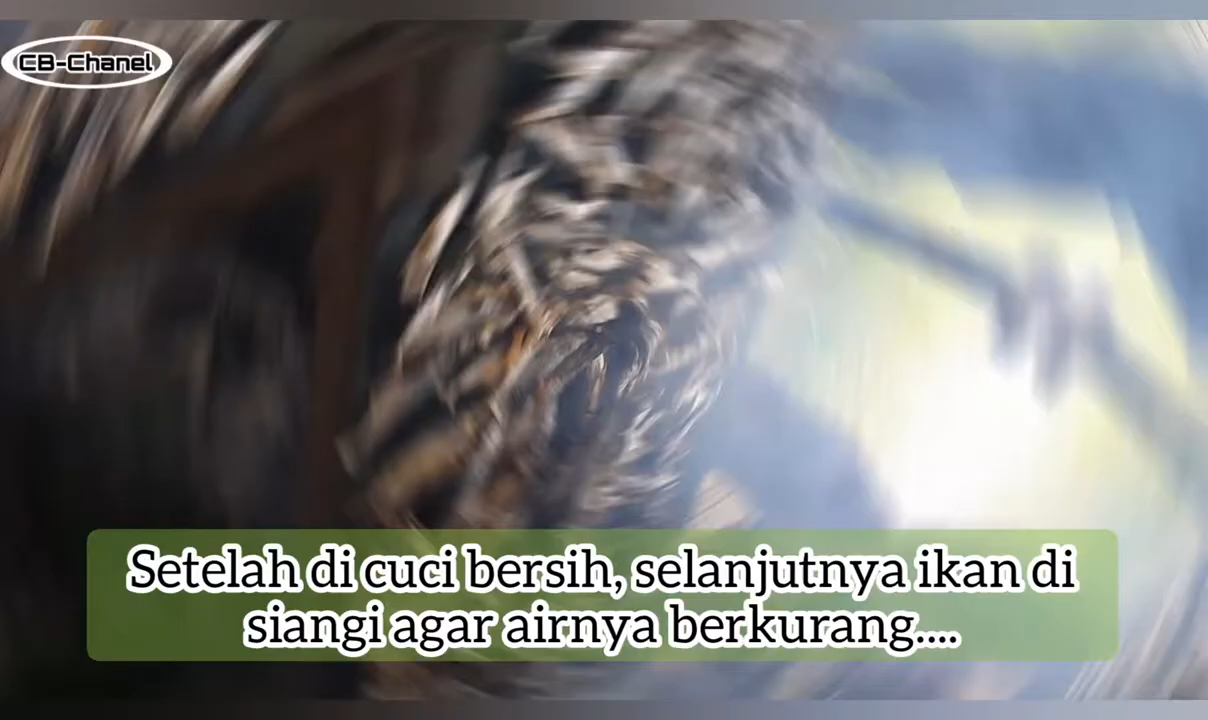 CB-Chanel
Setelah di cuci bersih, selanjutnya ikan di
siangi agar airnya berkurang....